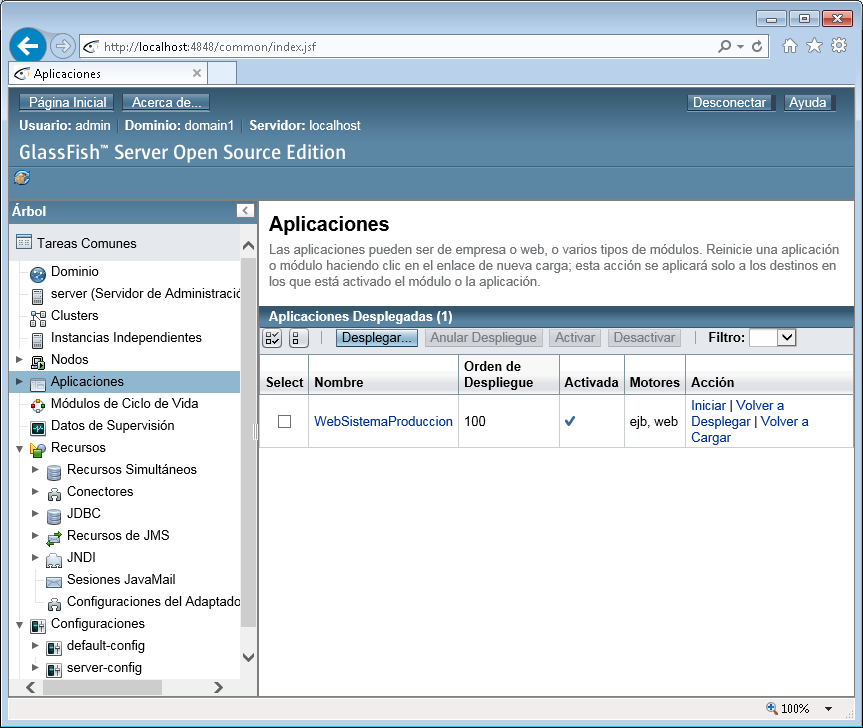 http://localhost:4848/common/index.jsf
Aplicaciones
Página Inicial Acerca de... Desconectar Ayuda
Usuario: admin Dominio: domain1 Servidor: localhost
GlassFish™ Server Open Source Edition
Árbol
Tareas Comunes
Dominio
server (Servidor de Administració
Clusters
Instancias Independientes
Nodos
Aplicaciones
Módulos de Ciclo de Vida
Datos de Supervisión
Recursos
Recursos Simultáneos
Conectores
JDBC
Recursos de JMS
JNDI
Sesiones JavaMail
Configuraciones del Adaptado
Configuraciones
default-config
server-config
Aplicaciones
Las aplicaciones pueden ser de empresa o web, o varios tipos de módulos. Reinicie una aplicación
o módulo haciendo clic en el enlace de nueva carga; esta acción se aplicará solo a los destinos en
los que está activado el módulo o la aplicación.
Aplicaciones Desplegadas (1)
Desplegar... Anular Despliegue Activar Desactivar Filtro:
Select Nombre Orden de Despliegue Activada Motores Acción
WebSistemaProduccion 100 ejb, web Iniciar | Volver a
Desplegar | Volver a
Cargar
100%